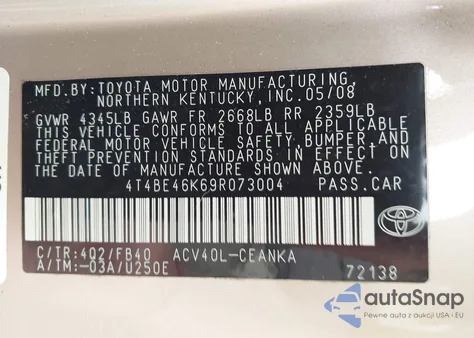 MFD.BY:TOYOTA MOTOR MANUFACTURING,
NORTHERN KENTUCKY,INC.05/08
GVWR 4345LB GAWR FR 2668LB RR 2359LB
THIS VEHICLE CONFORMS TO ALL APPLICABLE
FEDERAL MOTOR VEHICLE SAFETY,BUMPER,AND
THEFT PREVENTION STANDARDS IN EFFECT ON
THE DATE OF MANUFACTURE SHOWN ABOVE.
4T4BE46K69R073004 PASS.CAR
C/TR:4Q2/FB40 ACV40L-CEANKA
A/TM:-03A/U250E 72138
autaSnap
Pewne auta z aukcji USA i EU